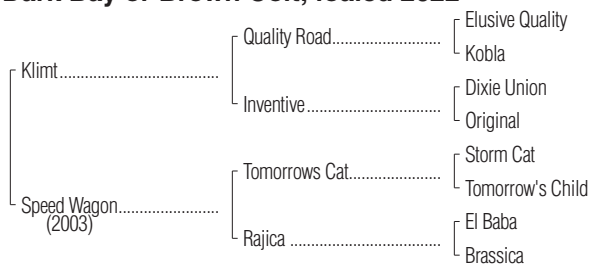 Dark Bay or Brown Colt; foaled 2022
Elusive Quality
Quality Road
Kobla
Klimt
Dixie Union
Inventive
Original
Storm Cat
Tomorrows Cat
Tomorrow's Child
Speed Wagon
(2003)
El Baba
Rajica
Brassica